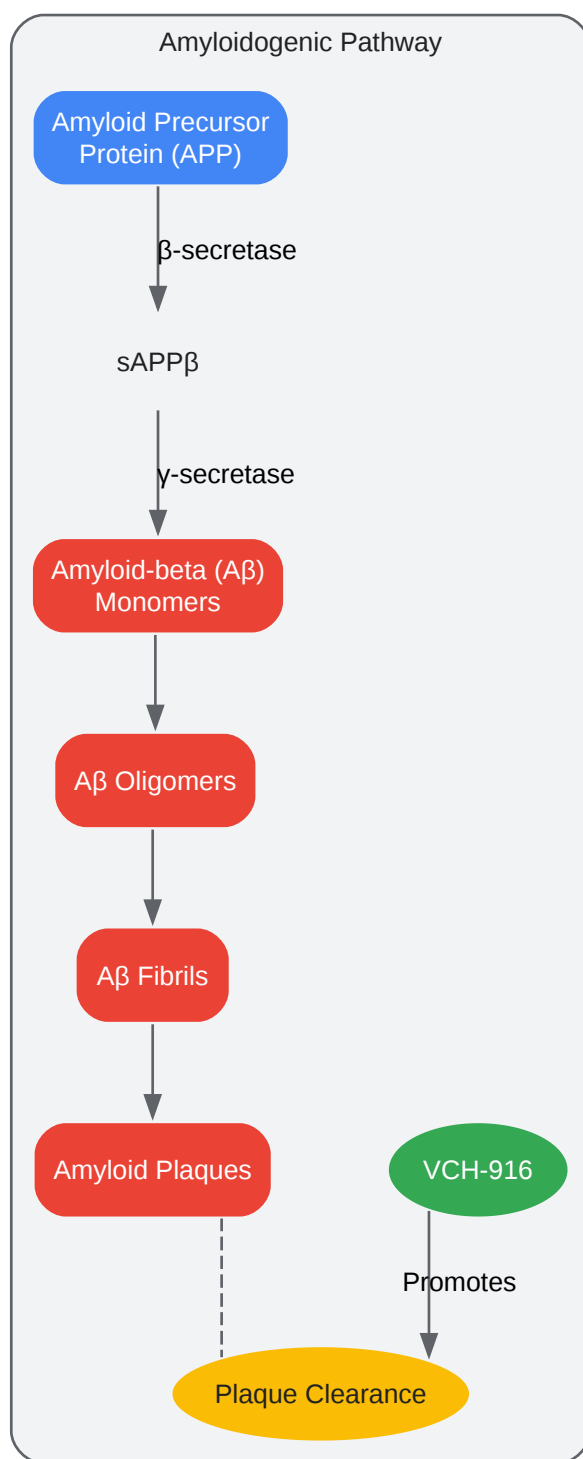 Amyloidogenic Pathway
Amyloid Precursor
Protein (APP)
β-secretase
sAPPβ
γ-secretase
Amyloid-beta (Aβ)
Monomers
Aβ Oligomers
Aβ Fibrils
Amyloid Plaques
VCH-916
Promotes
Plaque Clearance